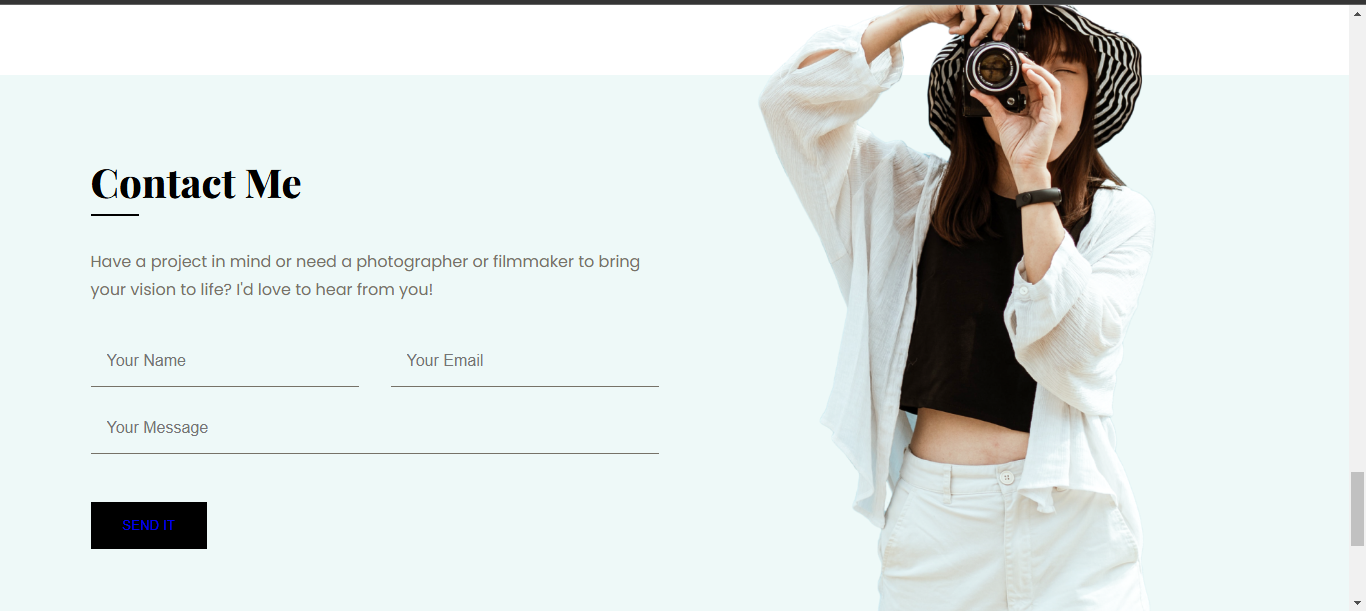 Contact Me
Have a project in mind or need a photographer or filmmaker to bring
your vision to life? I'd love to hear from you!
Your Name Your Email
Your Message
SEND IT